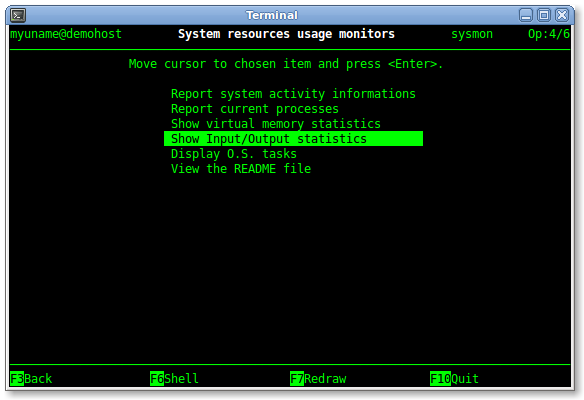 Terminal
myuname@demohost System resources usage monitors sysmon Op:4/6
Move cursor to chosen item and press <Enter>.
Report system activity informations
Report current processes
Show virtual memory statistics
Show Input/Output statistics
Display O.S. tasks
View the README file
F3Back F6Shell F7Redraw F10Quit